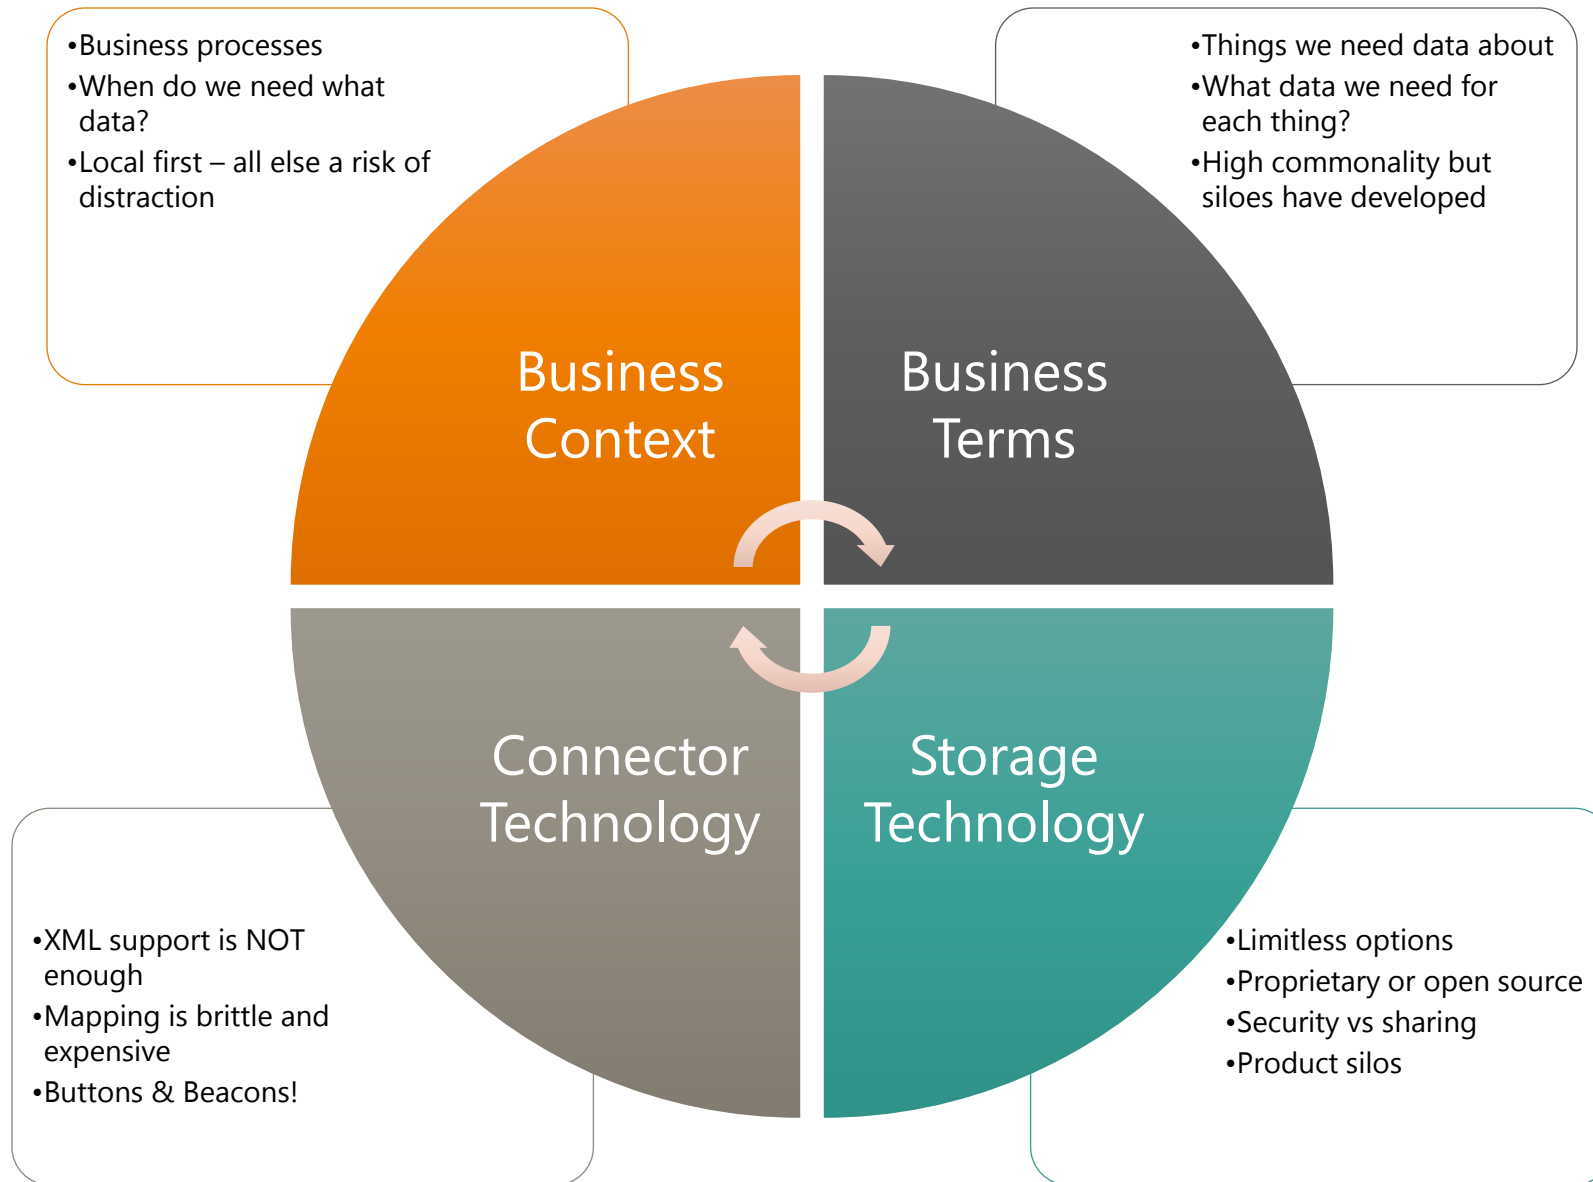 •Business processes
•When do we need what
data?
•Local first – all else a risk of
distraction
•Things we need data about
•What data we need for
each thing?
•High commonality but
siloes have developed
Business
Context
Business
Terms
Connector
Technology
Storage
Technology
•XML support is NOT
enough
•Mapping is brittle and
expensive
•Buttons & Beacons!
•Limitless options
•Proprietary or open source
•Security vs sharing
•Product silos